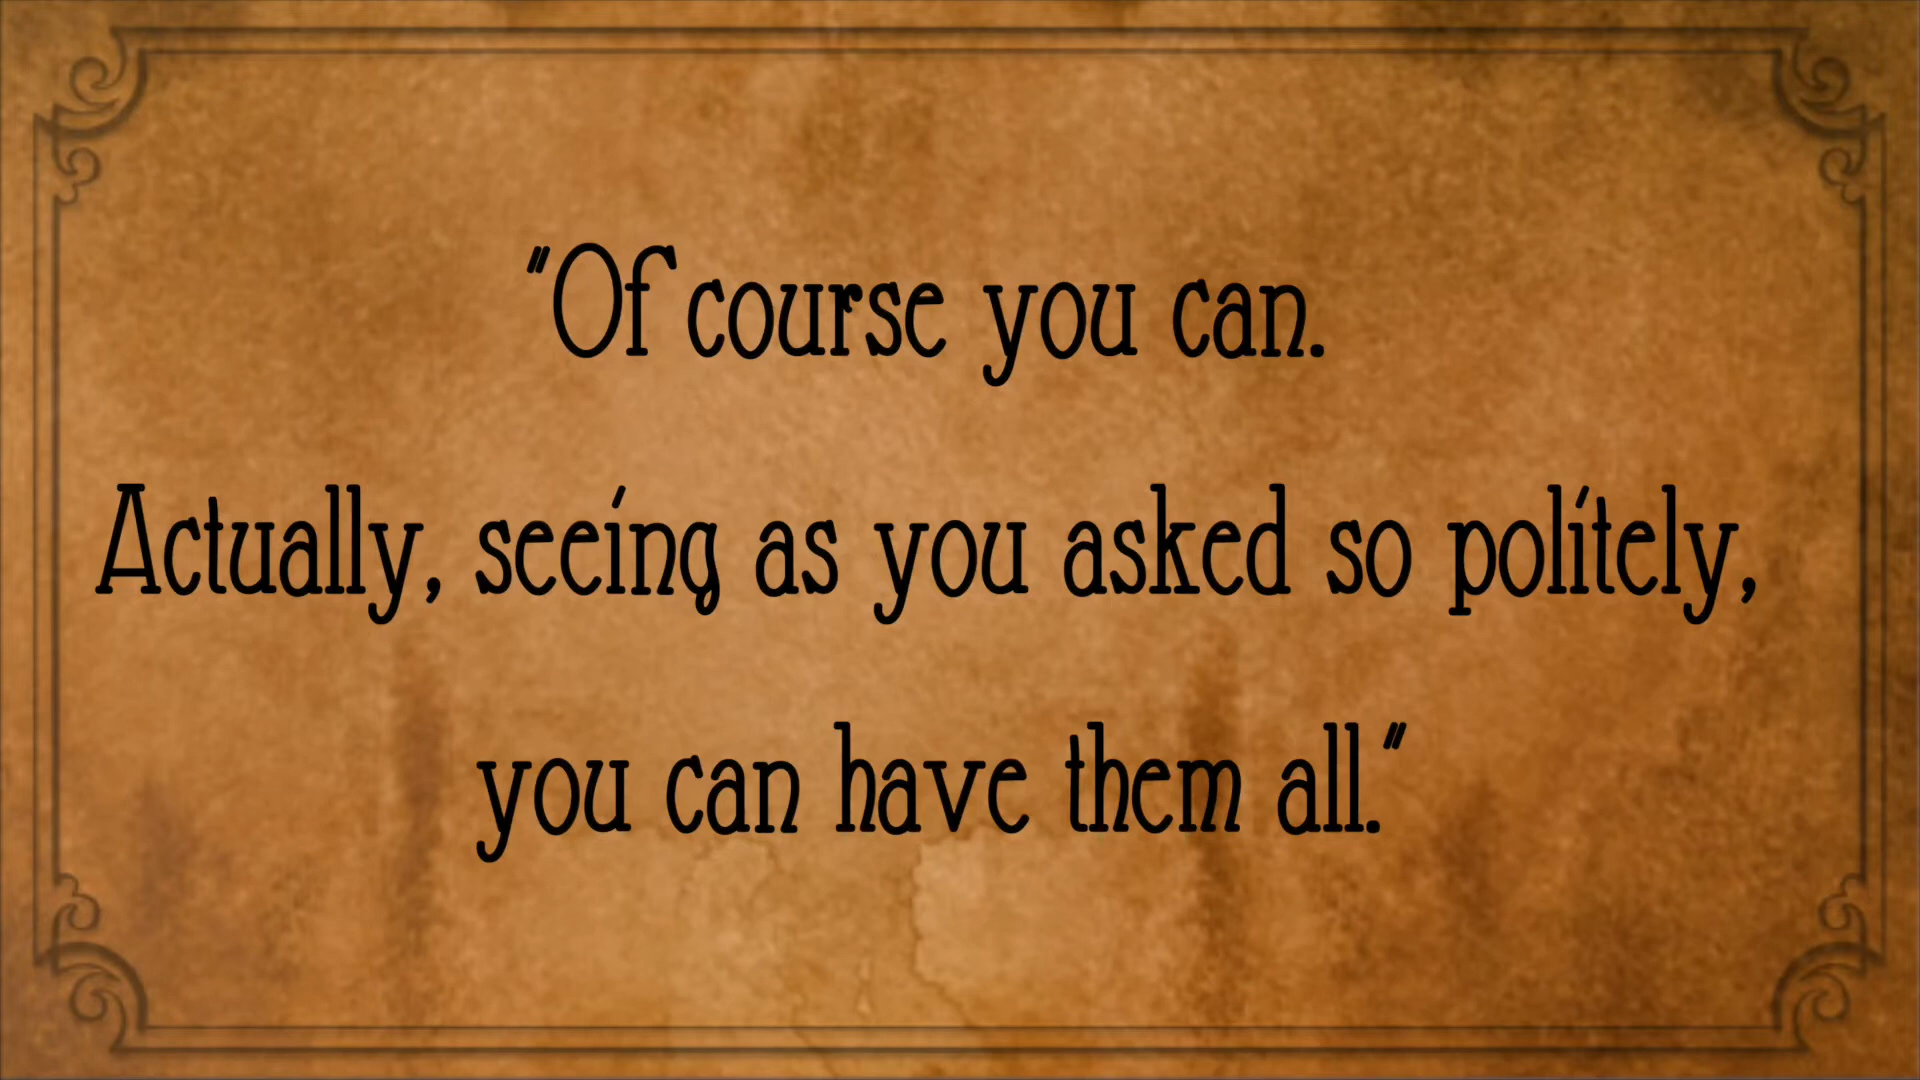 "Of course you can.
Actually, seeing as you asked so politely,
you can have them all."